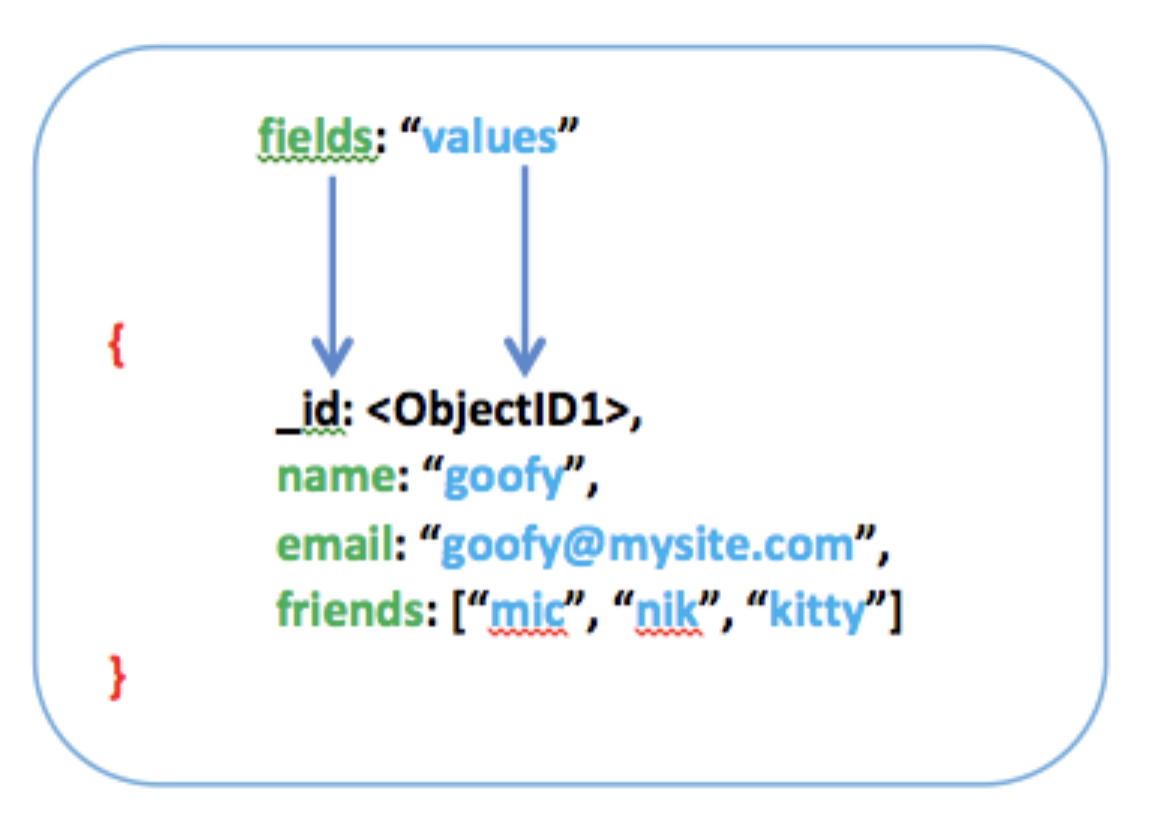 fields: “values”
{
_id: <ObjectID1>,
name: “goofy”,
email: “goofy@mysite.com”,
friends: [“mic”, “nik”, “kitty”]
}